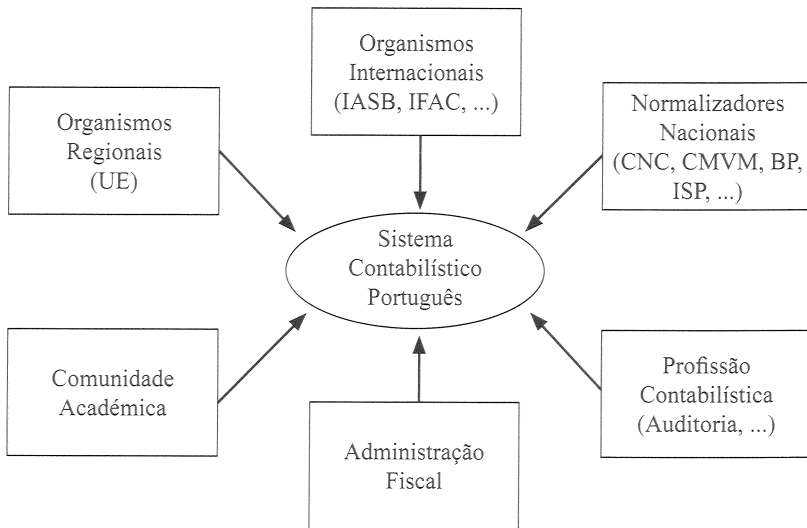 Organismos
Internacionais
(IASB, IFAC, ...)
Organismos
Regionais
(UE)
Normalizadores
Nacionais
(CNC, CMVM, BP,
ISP, ...)
Sistema
Contabilístico
Português
Comunidade
Académica
Administração
Fiscal
Profissão
Contabilística
(Auditoria, ...)